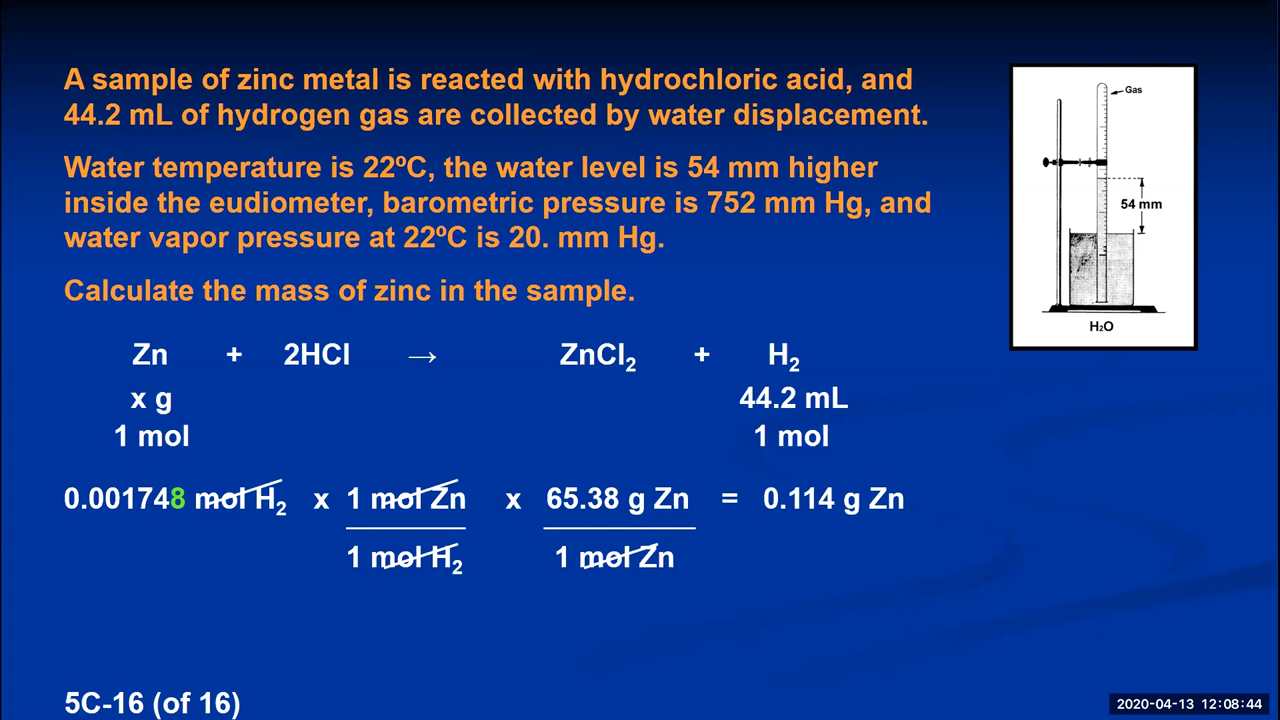 A sample of zinc metal is reacted with hydrochloric acid, and
44.2 mL of hydrogen gas are collected by water displacement.
Water temperature is 22ºC, the water level is 54 mm higher
inside the eudiometer, barometric pressure is 752 mm Hg, and
water vapor pressure at 22ºC is 20. mm Hg.
Calculate the mass of zinc in the sample.
Gas
54 mm
H₂O
Zn + 2HCl → ZnCl₂ + H₂
x g 44.2 mL
1 mol 1 mol
0.001748 mol H₂ x 1 mol Zn x 65.38 g Zn = 0.114 g Zn
1 mol H₂ 1 mol Zn
5C-16 (of 16)
2020-04-13 12:08:44